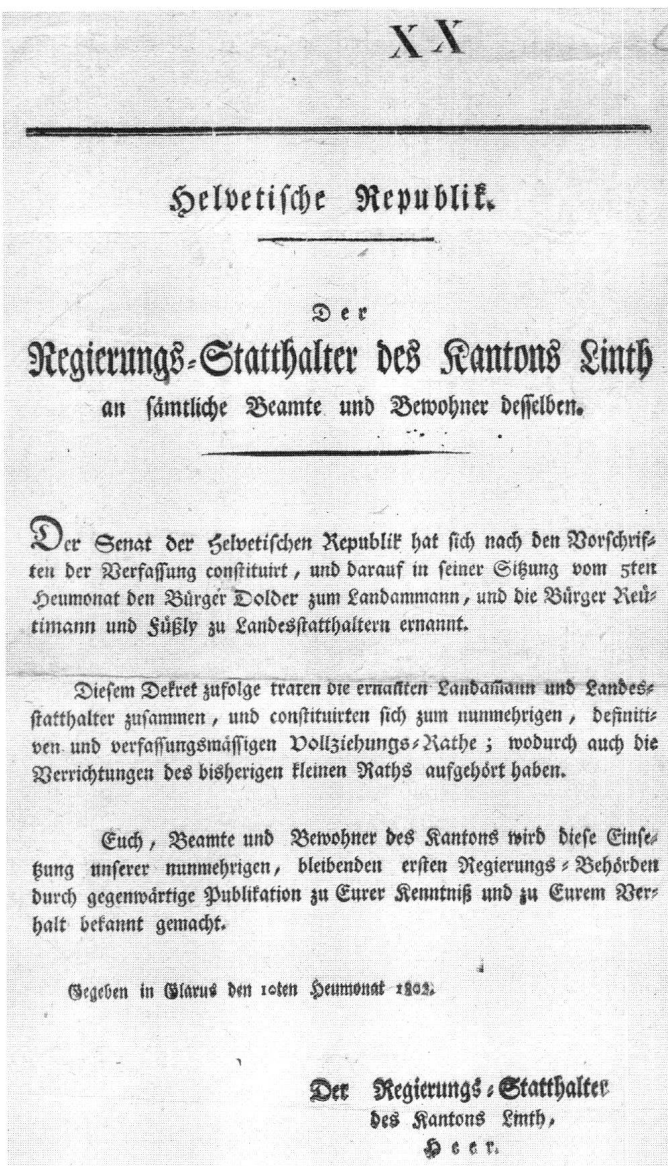 XX
Helvetische Republik.
Der
Regierungs-Statthalter des Kantons Linth
an sämtliche Beamte und Bewohner desselben.
Der Senat der Helvetischen Republik hat sich nach den Vorschrif-
ten der Verfassung constituirt, und darauf in seiner Sitzung vom 5ten
Heumonat den Bürger Dolder zum Landammann, und die Bürger Reü-
timann und Füßly zu Landesstatthaltern ernannt.
Diesem Dekret zufolge traten die ernan̄ten Landam̄ann und Landes-
statthalter zusammen, und constituirten sich zum nunmehrigen, definiti-
ven und verfassungsmässigen Vollziehungs-Rathe; wodurch auch die
Verrichtungen des bisherigen kleinen Raths aufgehört haben.
Euch, Beamte und Bewohner des Kantons wird diese Einse-
tzung unserer nunmehrigen, bleibenden ersten Regierungs-Behörden
durch gegenwärtige Publikation zu Eurer Kenntniß und zu Eurem Ver-
halt bekannt gemacht.
Gegeben in Glarus den 10ten Heumonat 1802.
Der Regierungs-Statthalter
des Kantons Linth,
Heer.